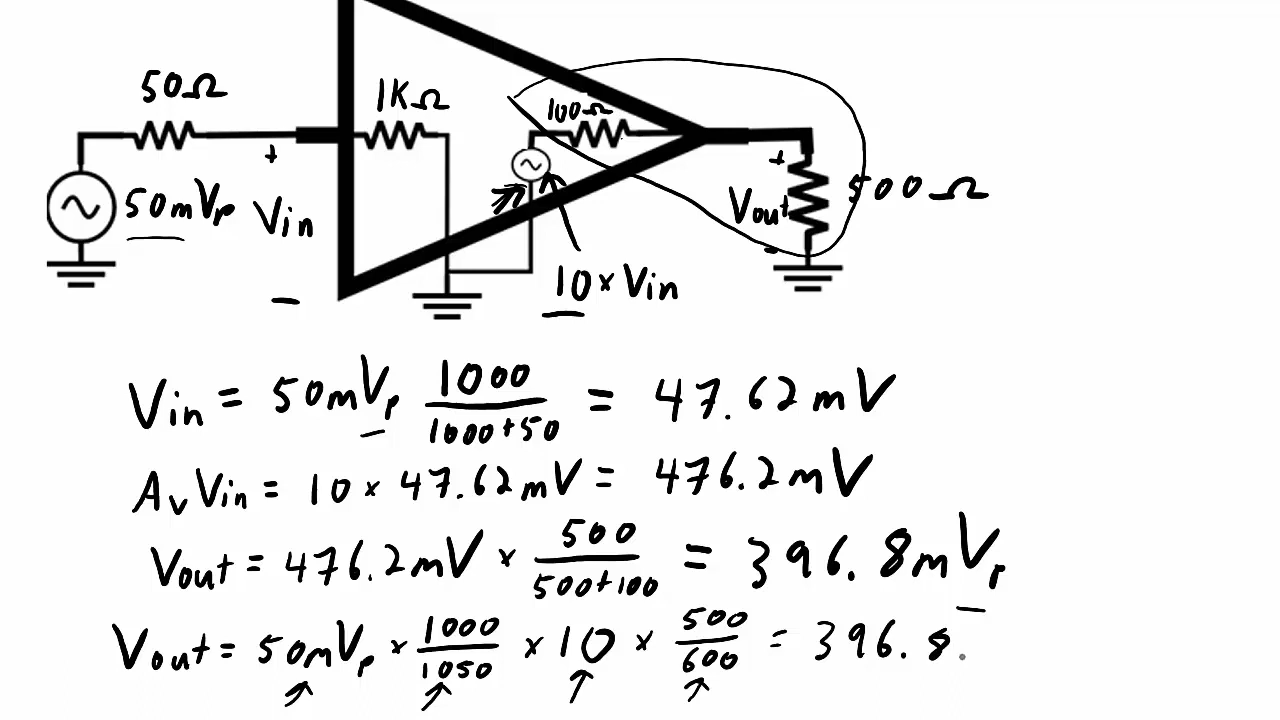 50Ω
1KΩ
100Ω
50mVp
Vin
+
−
10 × Vin
+
Vout
-
500Ω
Vin = 50mVp 1000/(1000+50) = 47.62mV
AvVin = 10 × 47.62mV = 476.2mV
Vout = 476.2mV × 500/(500+100) = 396.8mVp
Vout = 50mVp × 1000/1050 × 10 × 500/600 = 396.8.